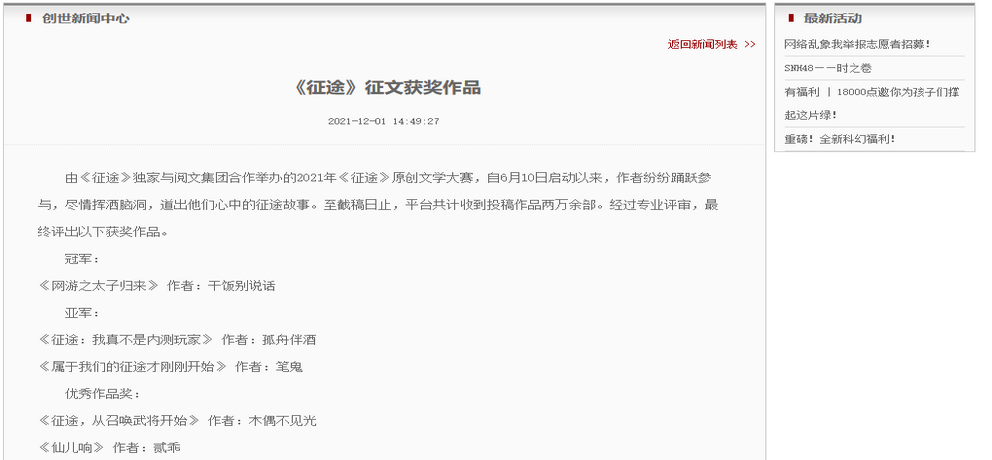 创世新闻中心
返回新闻列表 >>
《征途》征文获奖作品
2021-12-01 14:49:27
由《征途》独家与阅文集团合作举办的2021年《征途》原创文学大赛，自6月10日启动以来，作者纷纷踊跃参
与，尽情挥洒脑洞，道出他们心中的征途故事。至截稿日止，平台共计收到投稿作品两万余部。经过专业评审，最
终评出以下获奖作品。
冠军：
《网游之太子归来》 作者：干饭别说话
亚军：
《征途：我真不是内测玩家》 作者：孤舟伴酒
《属于我们的征途才刚刚开始》 作者：笔鬼
优秀作品奖：
《征途，从召唤武将开始》 作者：木偶不见光
《仙儿响》 作者：贰乖
最新活动
网络乱象我举报志愿者招募！
SNH48——时之卷
有福利 | 18000点邀你为孩子们撑
起这片绿！
重磅！全新科幻福利！